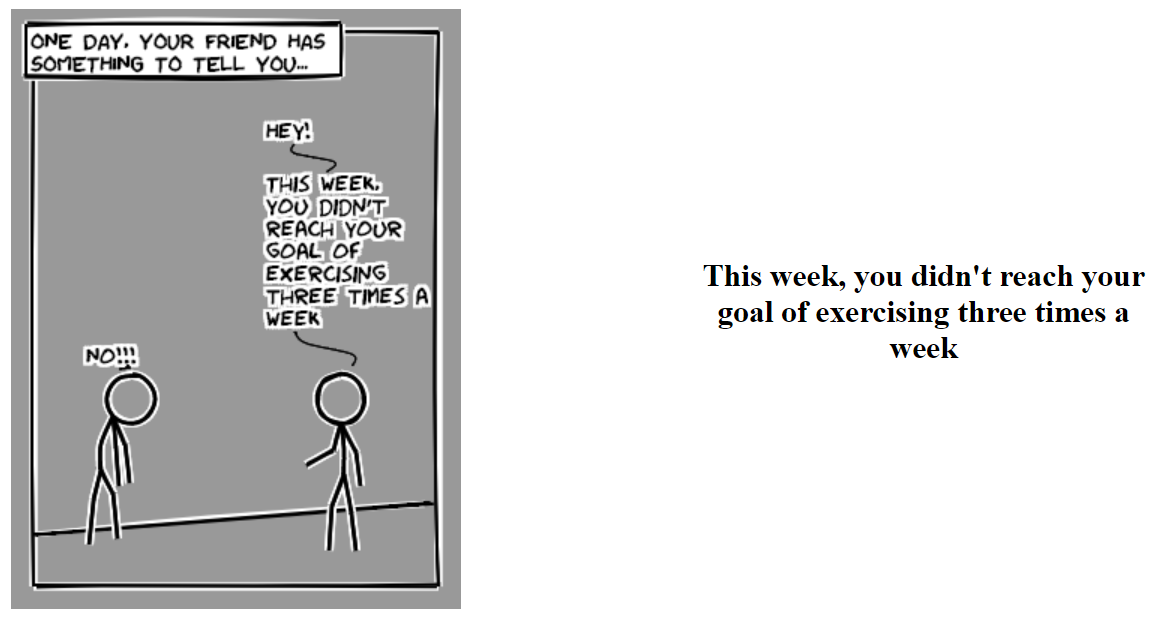 ONE DAY, YOUR FRIEND HAS
SOMETHING TO TELL YOU...
HEY!
THIS WEEK,
YOU DIDN'T
REACH YOUR
GOAL OF
EXERCISING
THREE TIMES A
WEEK
NO!!!
This week, you didn't reach your
goal of exercising three times a
week